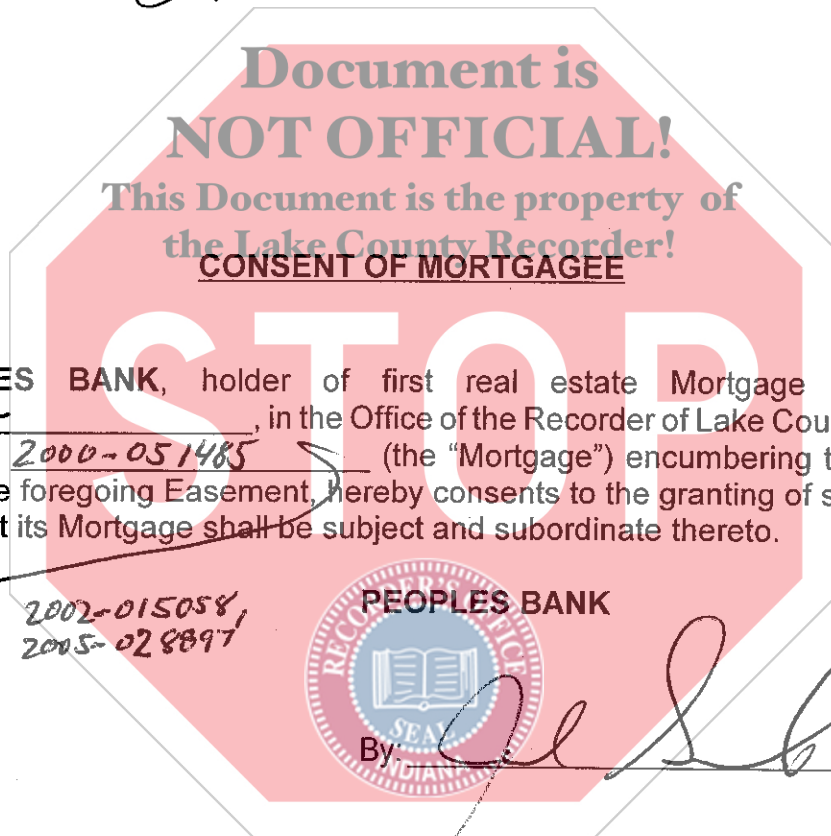 Document is
NOT OFFICIAL!
This Document is the property of
the Lake County Recorder!
CONSENT OF MORTGAGEE
STOP
ES BANK, holder of first real estate Mortgage
, in the Office of the Recorder of Lake Cou
2000-051485 (the “Mortgage”) encumbering t
e foregoing Easement, hereby consents to the granting of s
t its Mortgage shall be subject and subordinate thereto.
2002-015058,
2005-028897
PEOPLES BANK
RECORDER'S OFFICE
SEAL
INDIANA
By: